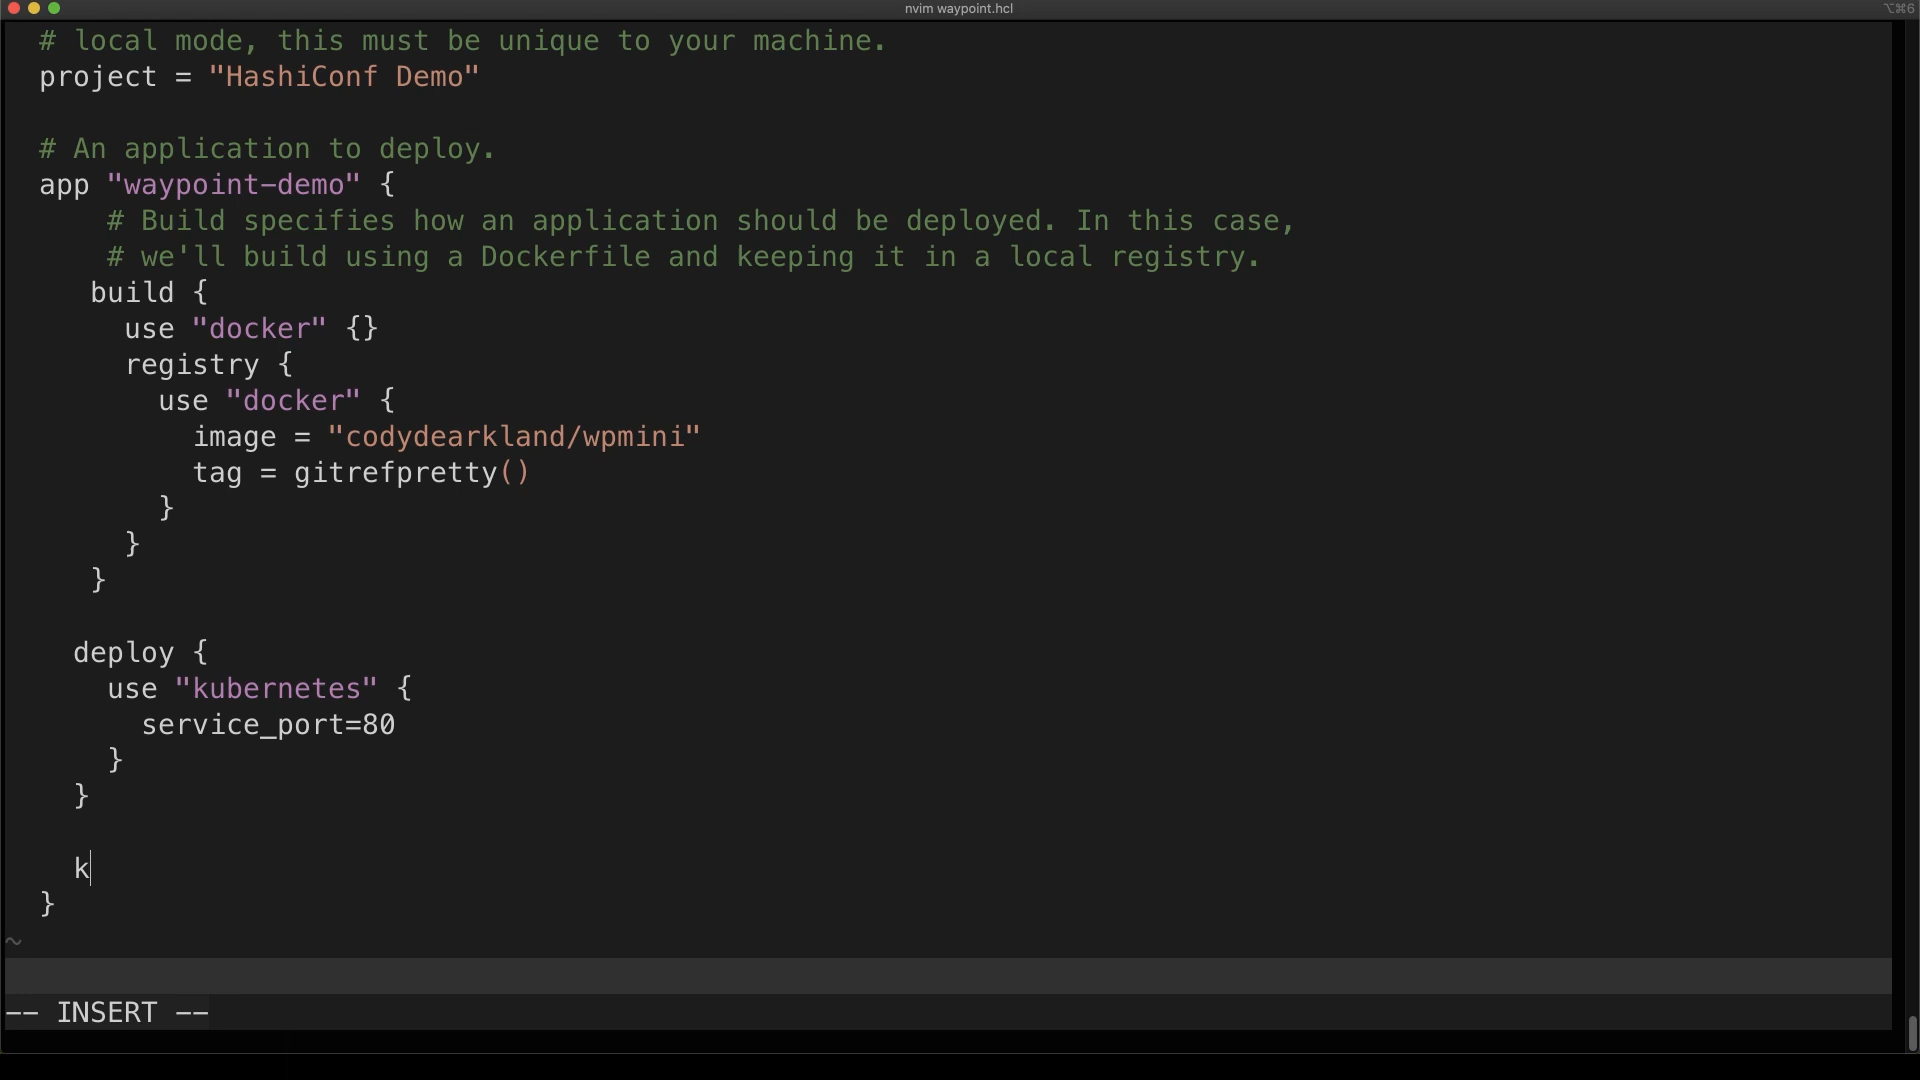 nvim waypoint.hcl
⌥⌘6
# local mode, this must be unique to your machine.
project = "HashiConf Demo"
# An application to deploy.
app "waypoint-demo" {
# Build specifies how an application should be deployed. In this case,
# we'll build using a Dockerfile and keeping it in a local registry.
build {
use "docker" {}
registry {
use "docker" {
image = "codydearkland/wpmini"
tag = gitrefpretty()
}
}
}
deploy {
use "kubernetes" {
service_port=80
}
}
k
}
~
-- INSERT --